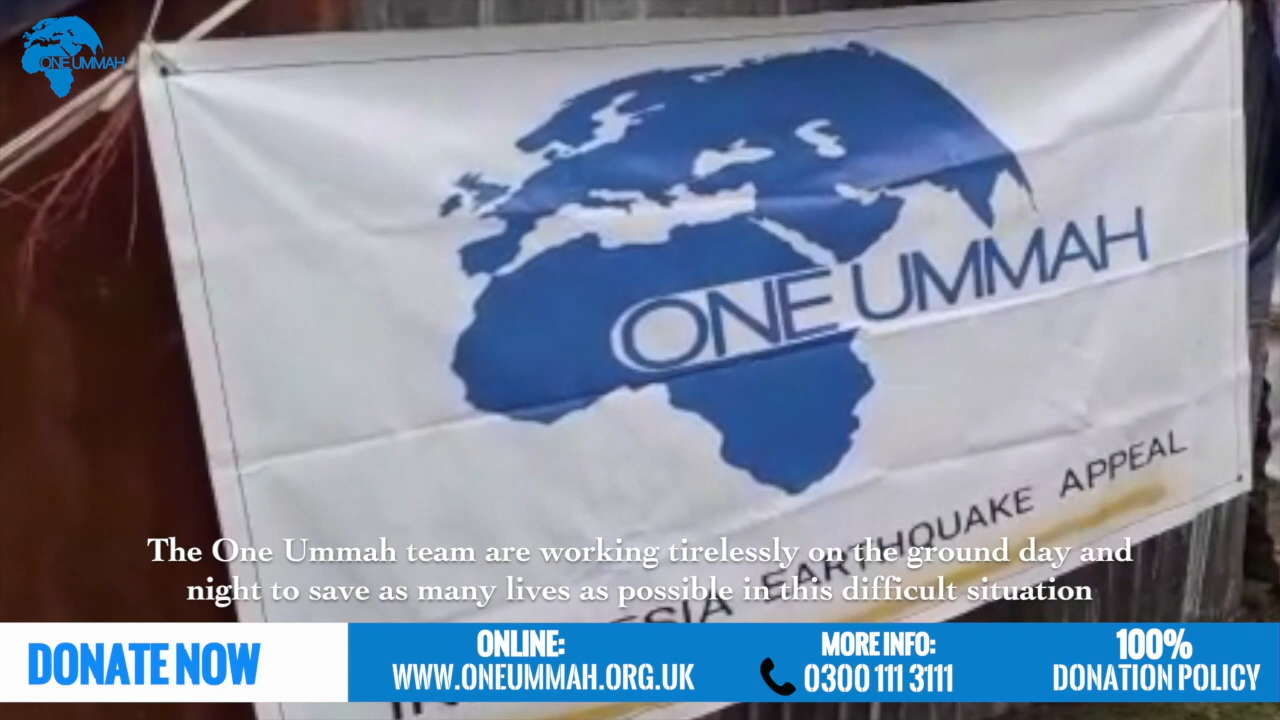 ONE UMMAH
ONE UMMAH
EARTHQUAKE APPEAL
The One Ummah team are working tirelessly on the ground day and
night to save as many lives as possible in this difficult situation
DONATE NOW
ONLINE:
WWW.ONEUMMAH.ORG.UK
MORE INFO:
0300 111 3111
100%
DONATION POLICY